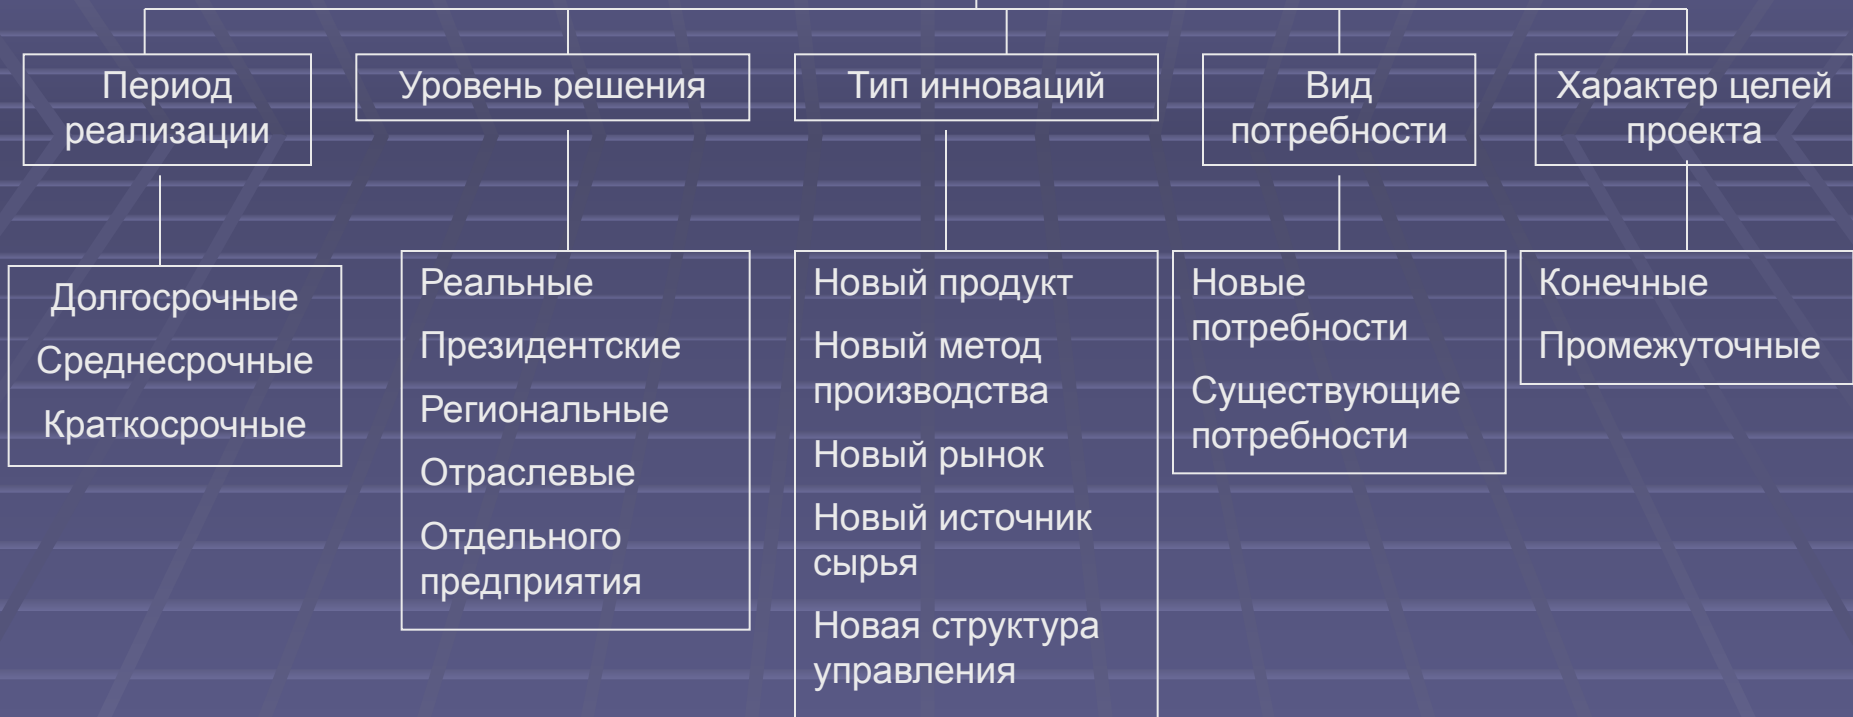 Период
реализации
Уровень решения
Тип инноваций
Вид
потребности
Характер целей
проекта
Долгосрочные
Среднесрочные
Краткосрочные
Реальные
Президентские
Региональные
Отраслевые
Отдельного
предприятия
Новый продукт
Новый метод
производства
Новый рынок
Новый источник
сырья
Новая структура
управления
Новые
потребности
Существующие
потребности
Конечные
Промежуточные